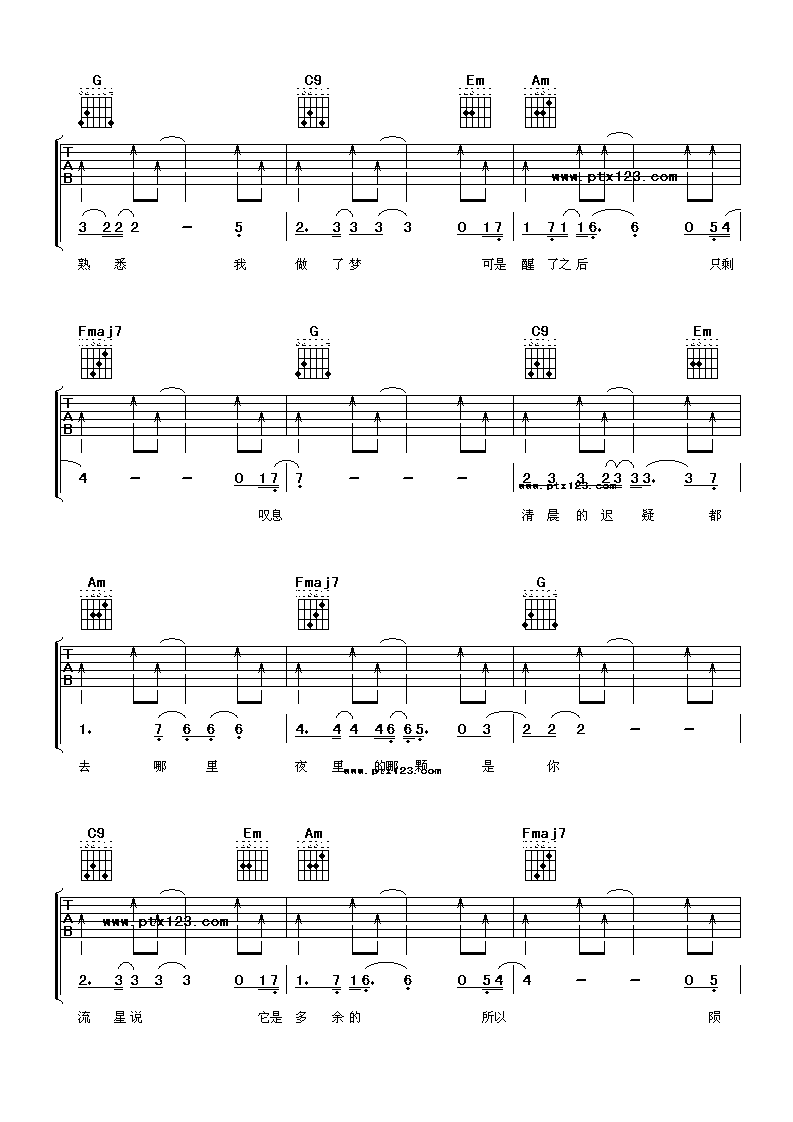 G C9 Em Am
T
A
B
www.ptx123.com
3 2 2 2 - 5 2. 3 3 3 3 0 1 7 1 7 1 1 6. 6 0 5 4
熟 悉 我 做 了 梦 可是 醒 了之 后 只剩
Fmaj7 G C9 Em
T
A
B
4 - - 0 1 7 7 - - - 2 3 3 2 3 3 3. 3 7
www.ptx123.com
叹息 清 晨 的 迟 疑 都
Am Fmaj7 G
T
A
B
1. 7 6 6 6 4. 4 4 4 6 6 5. 0 3 2 2 2 - -
去 哪 里 夜 里 的哪 颗 是 你
www.ptx123.com
C9 Em Am Fmaj7
T
A
B
www.ptx123.com
2. 3 3 3 3 0 1 7 1. 7 1 6. 6 0 5 4 4 - - 0 5
流 星 说 它是 多 余 的 所以 陨